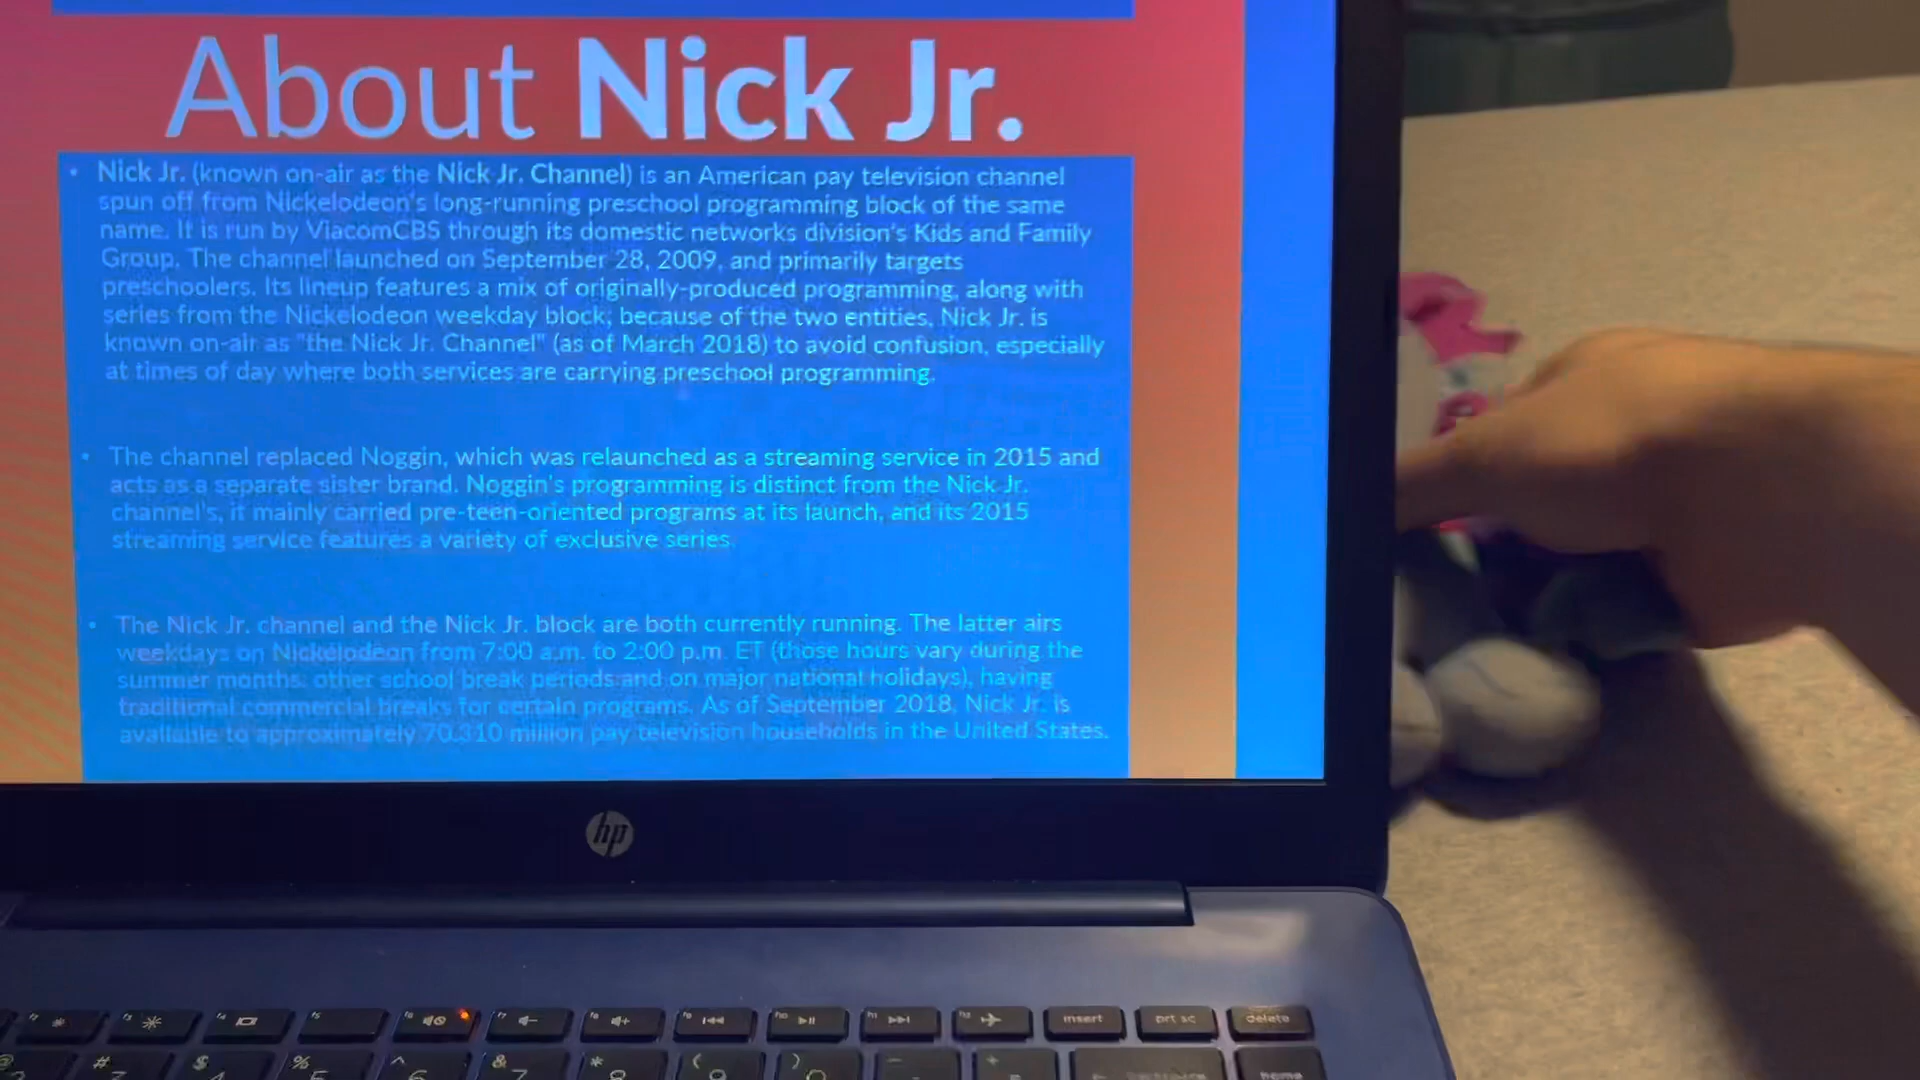 About Nick Jr.
• Nick Jr. (known on-air as the Nick Jr. Channel) is an American pay television channel
spun off from Nickelodeon's long-running preschool programming block of the same
name. It is run by ViacomCBS through its domestic networks division's Kids and Family
Group. The channel launched on September 28, 2009, and primarily targets
preschoolers. Its lineup features a mix of originally-produced programming, along with
series from the Nickelodeon weekday block; because of the two entities, Nick Jr. is
known on-air as "the Nick Jr. Channel" (as of March 2018) to avoid confusion, especially
at times of day where both services are carrying preschool programming.
• The channel replaced Noggin, which was relaunched as a streaming service in 2015 and
acts as a separate sister brand. Noggin's programming is distinct from the Nick Jr.
channel's, it mainly carried pre-teen-oriented programs at its launch, and its 2015
streaming service features a variety of exclusive series.
• The Nick Jr. channel and the Nick Jr. block are both currently running. The latter airs
weekdays on Nickelodeon from 7:00 a.m. to 2:00 p.m. ET (those hours vary during the
summer months, other school break periods and on major national holidays), having
traditional commercial breaks for certain programs. As of September 2018, Nick Jr. is
available to approximately 70.310 million pay television households in the United States.
hp
insert prt sc delete
# $ % ^ & * ( )
backspace home